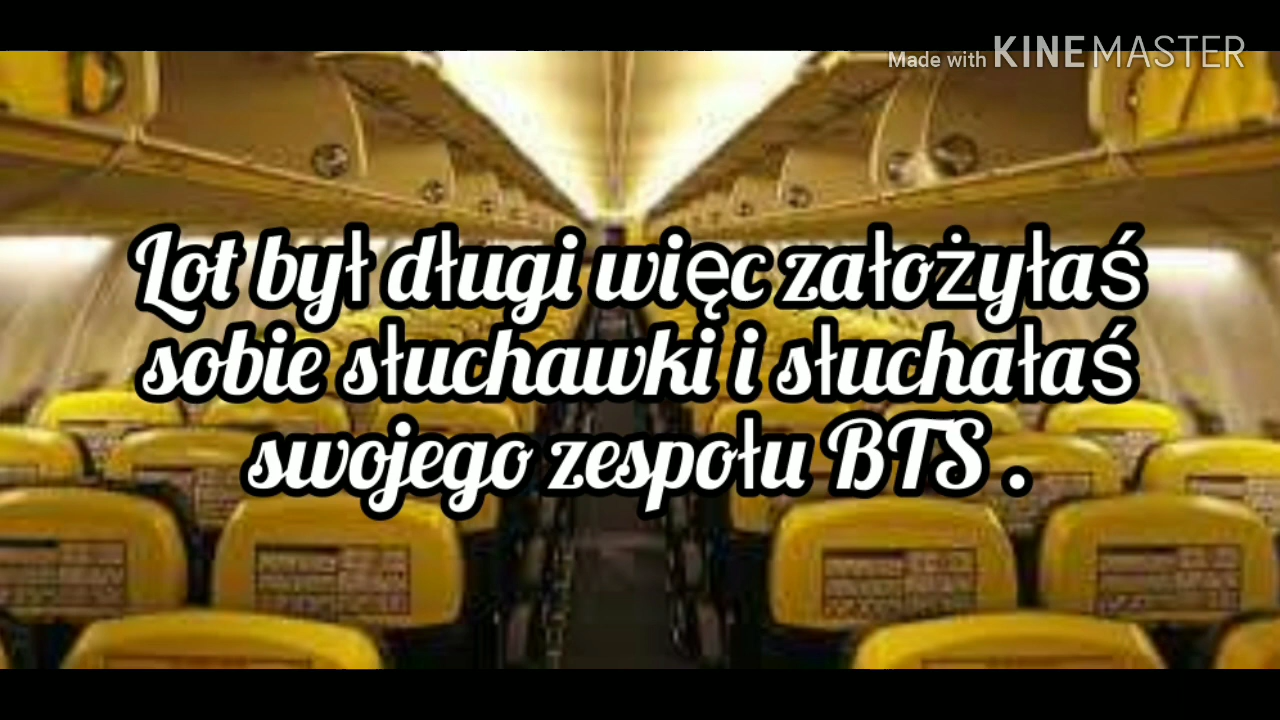 Made with KINEMASTER
Lot był długi więc założyłaś
sobie słuchawki i słuchałaś
swojego zespołu BTS .